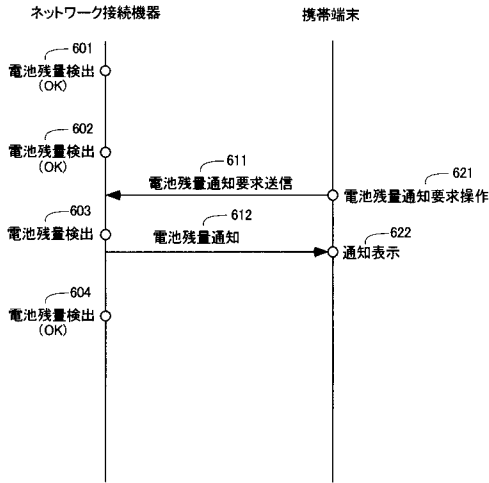 ネットワーク接続機器
携帯端末
601
電池残量検出
(OK)
602
電池残量検出
(OK)
611
電池残量通知要求送信
621
電池残量通知要求操作
603
電池残量検出
612
電池残量通知
622
通知表示
604
電池残量検出
(OK)